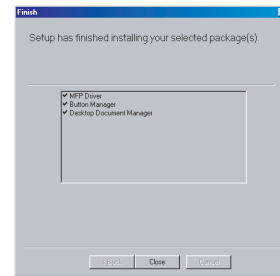 Finish
Setup has finished installing your selected package(s).
✔ MFP Driver
✔ Button Manager
✔ Desktop Document Manager
< Back
Close
Cancel